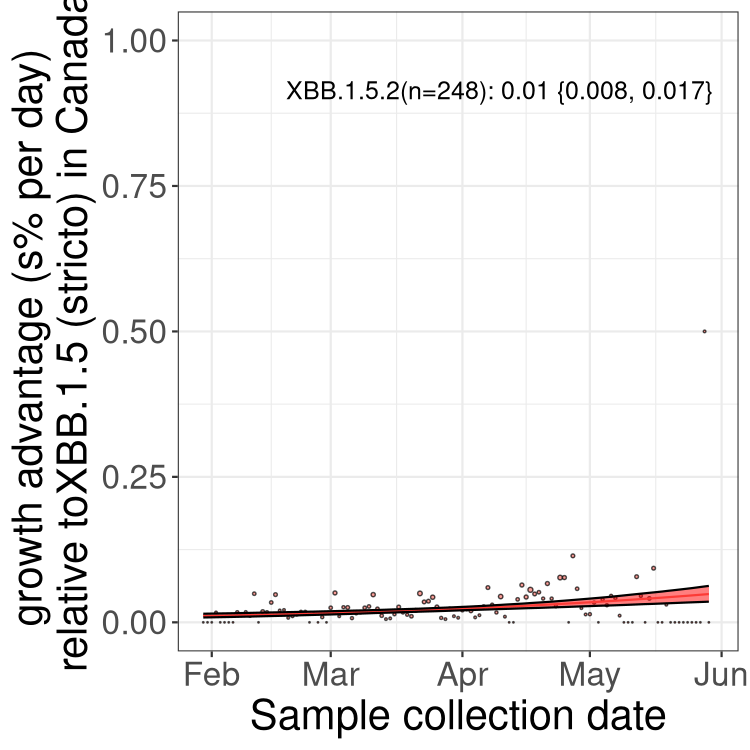 growth advantage (s% per day)
relative toXBB.1.5 (stricto) in Canada
1.00
0.75
0.50
0.25
0.00
XBB.1.5.2(n=248): 0.01 {0.008, 0.017}
Feb Mar Apr May Jun
Sample collection date